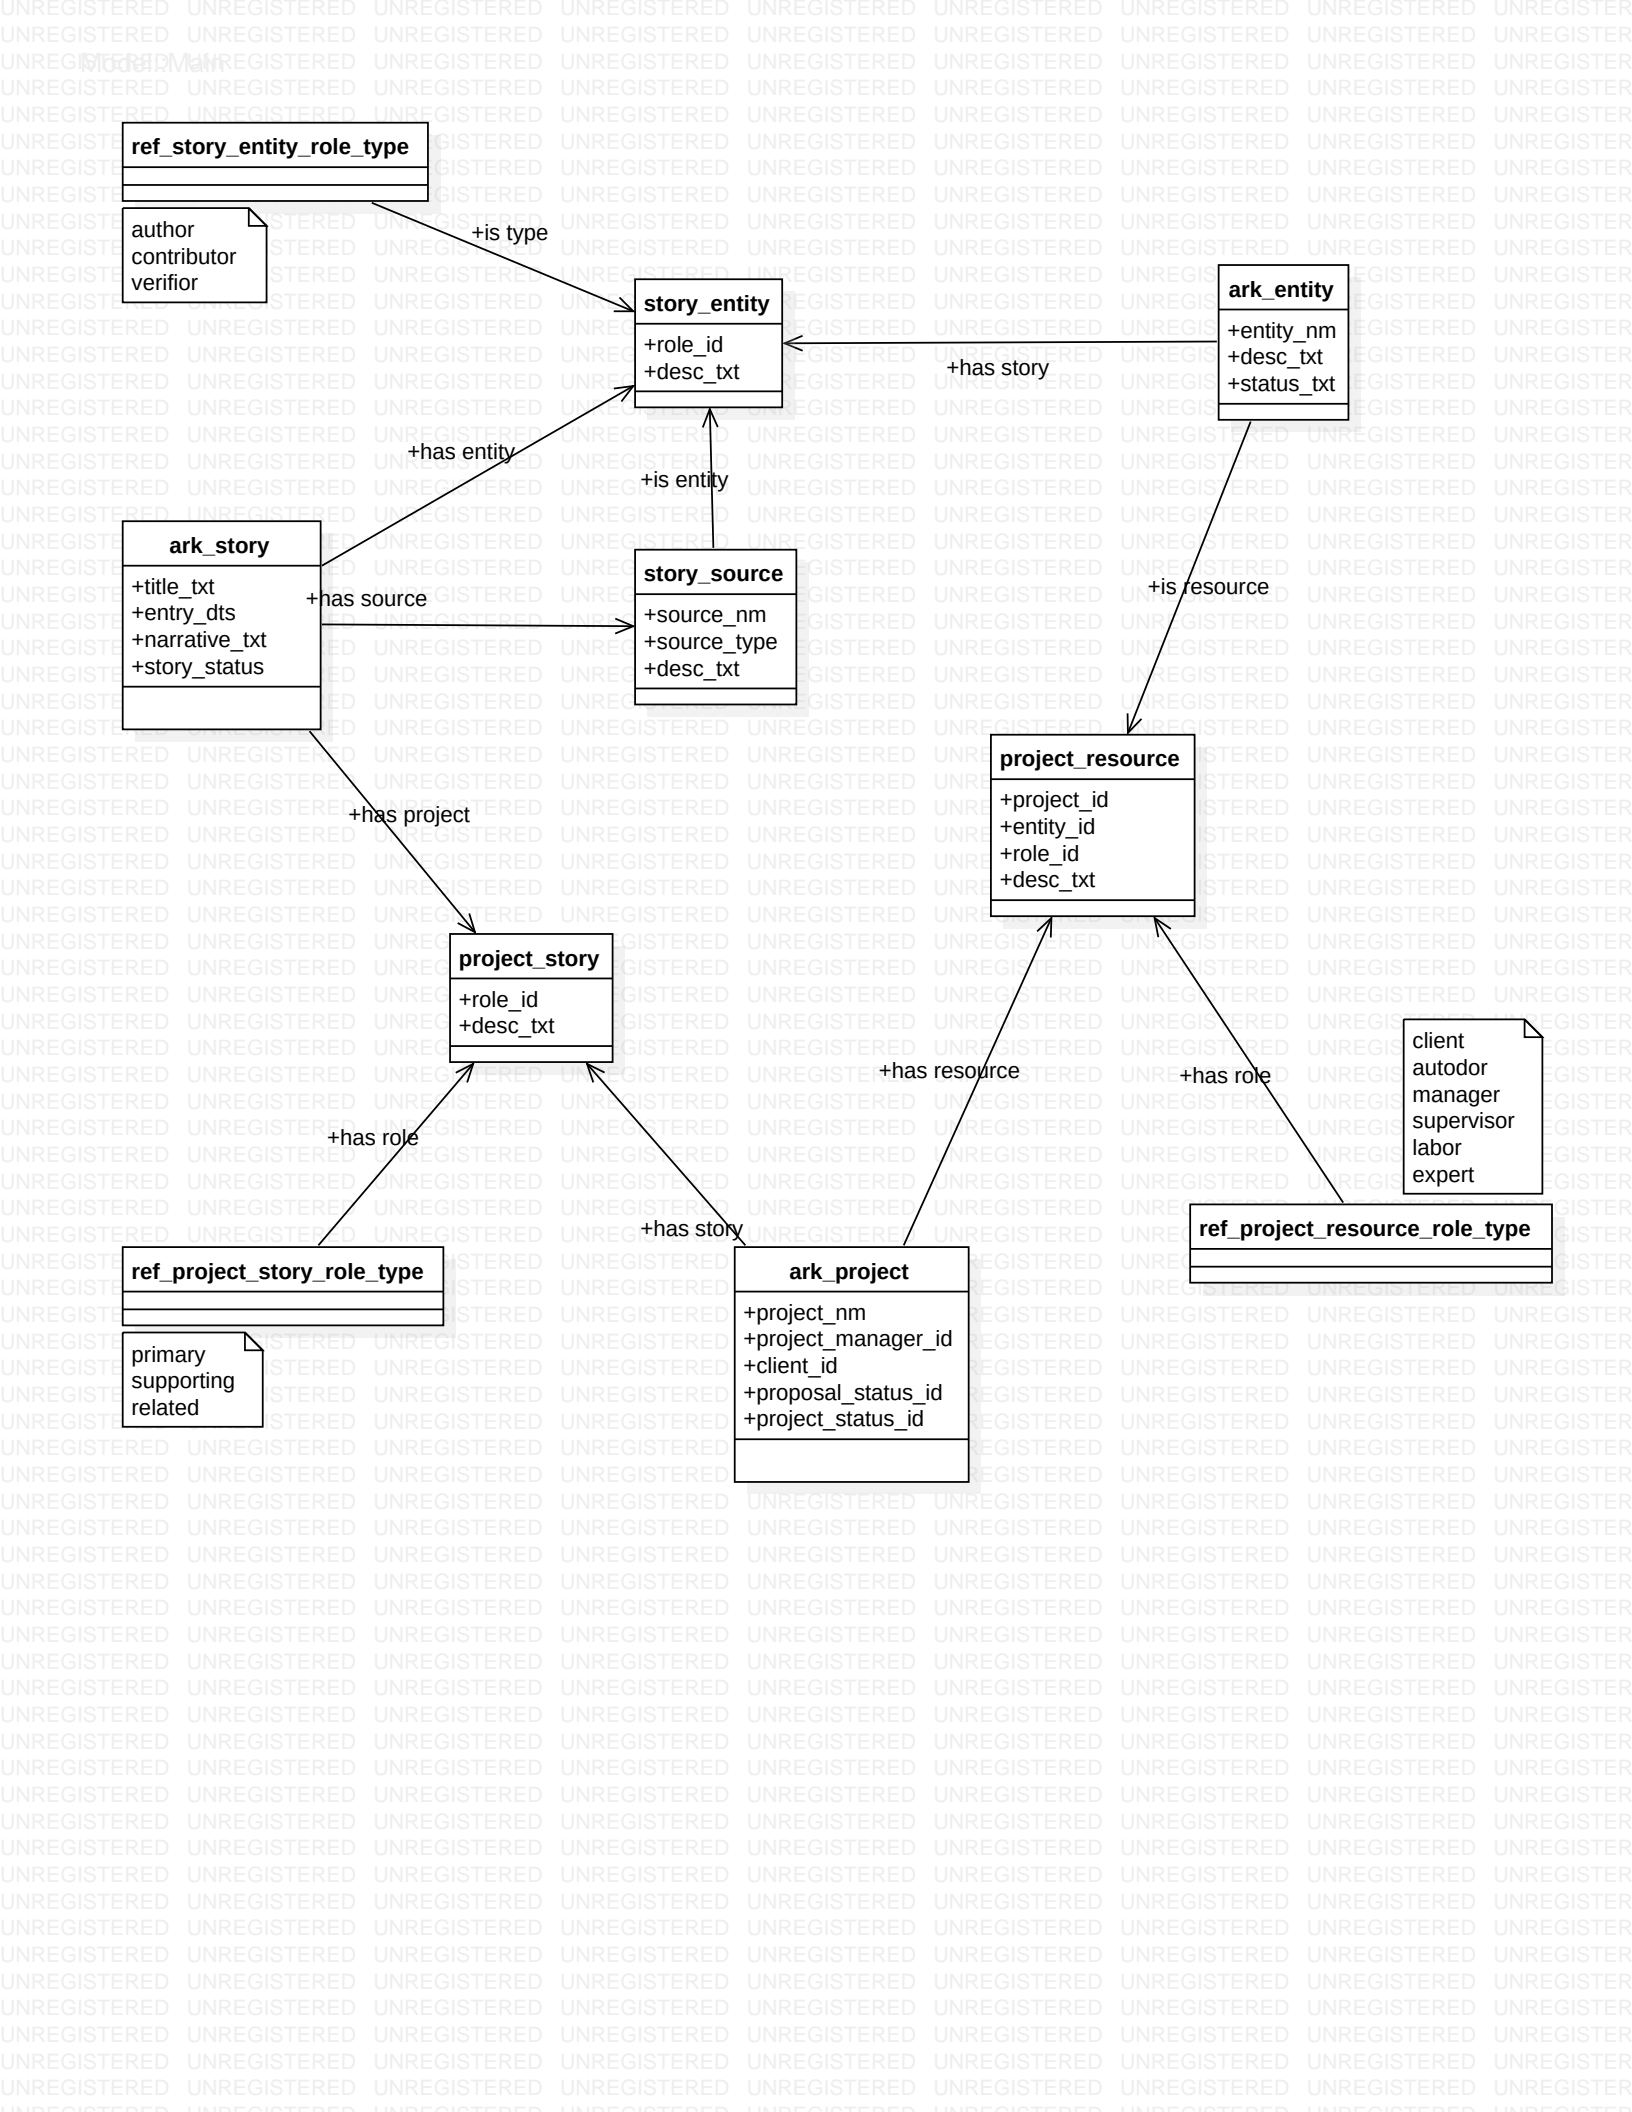 Model::Main
ref_story_entity_role_type
author
contributor
verifior
+is type
story_entity
+role_id
+desc_txt
ark_entity
+entity_nm
+desc_txt
+status_txt
+has story
+has entity
+is entity
ark_story
+title_txt
+entry_dts
+narrative_txt
+story_status
+has source
story_source
+source_nm
+source_type
+desc_txt
+is resource
project_resource
+project_id
+entity_id
+role_id
+desc_txt
+has project
project_story
+role_id
+desc_txt
+has resource
+has role
client
autodor
manager
supervisor
labor
expert
+has role
+has story
ref_project_resource_role_type
ref_project_story_role_type
primary
supporting
related
ark_project
+project_nm
+project_manager_id
+client_id
+proposal_status_id
+project_status_id
UNREGISTERED